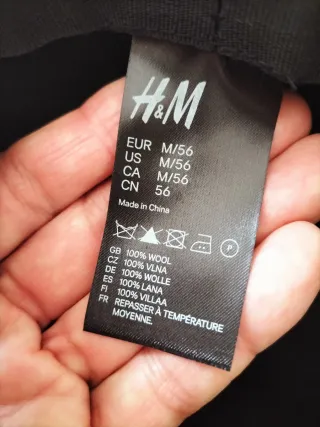 H&M
EUR M/56
US M/56
CA M/56
CN 56
Made in China
P
GB 100% WOOL
CZ 100% VLNA
DE 100% WOLLE
ES 100% LANA
FI 100% VILLAA
FR REPASSER À TEMPÉRATURE
MOYENNE.